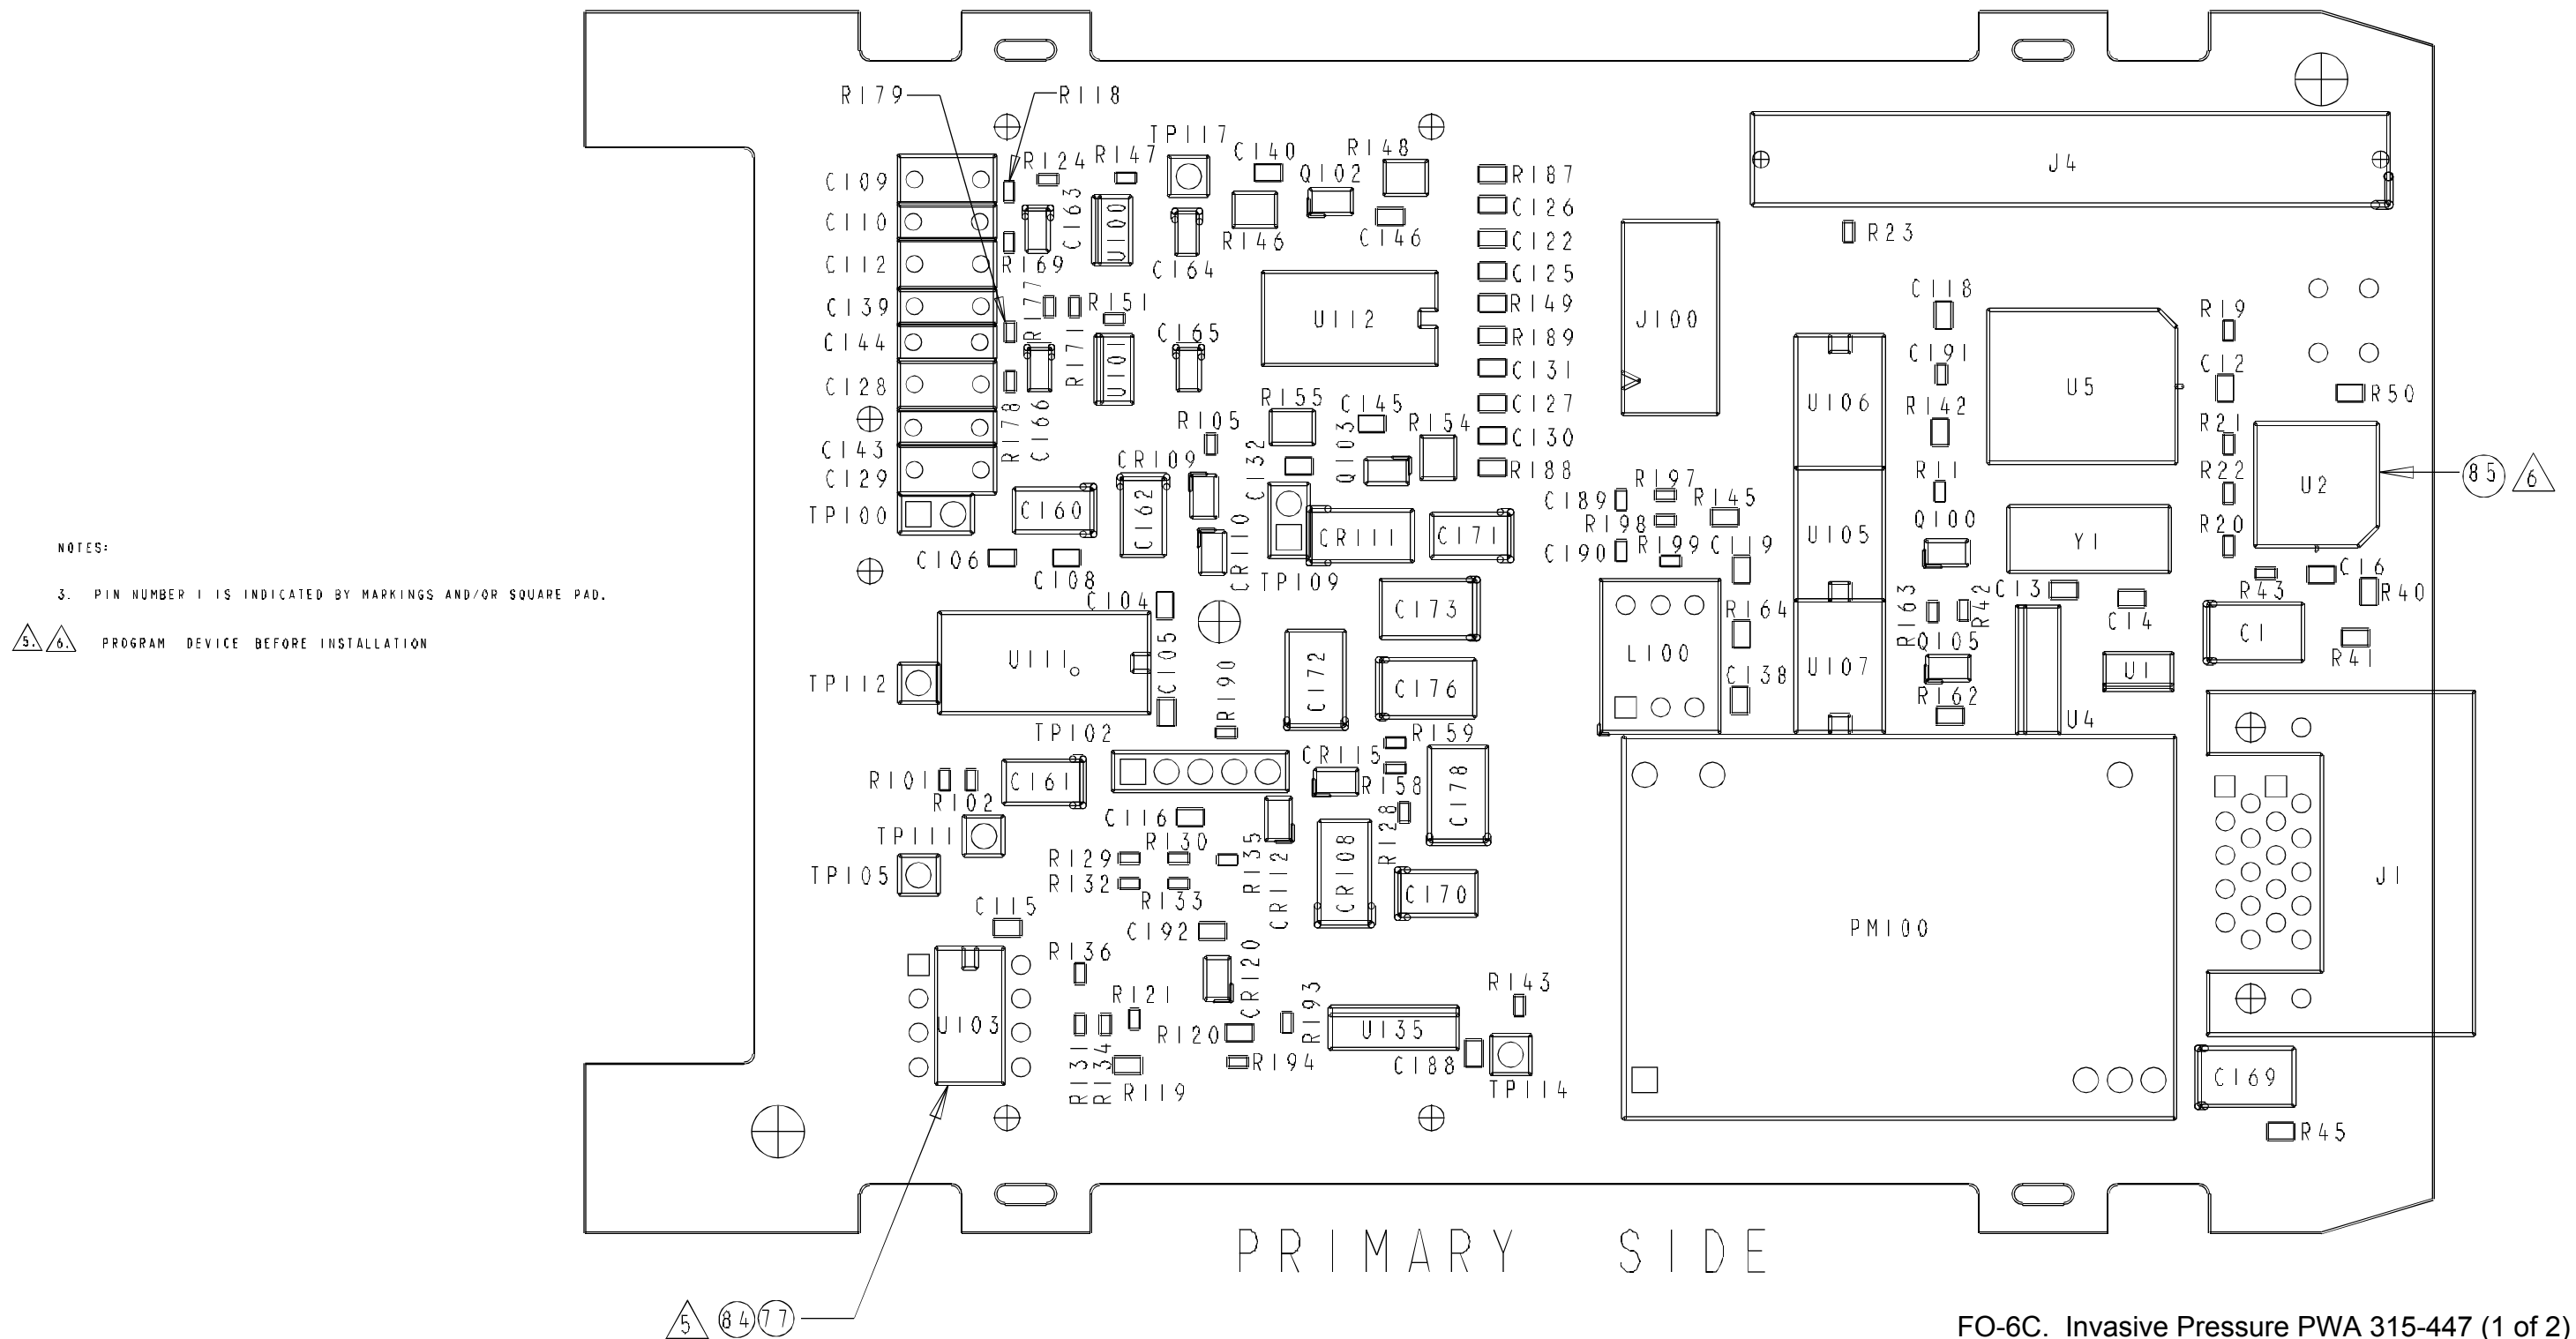 R179
R118
TP117
R124
R147
C140
R148
C109
Q102
R187
J4
C163
U100
C126
C110
R146
C146
C122
R23
C112
R169
C164
C125
C118
R177
R151
C139
R149
R19
U112
J100
C144
R171
U101
C165
R189
C191
C12
C128
C131
U5
R50
R178
C166
R105
R155
C145
R154
C127
U106
R142
R21
C143
C130
CR109
C132
Q103
C129
R188
R197
R11
R22
U2
85
6
TP100
C160
C162
C189
R145
CR110
CR111
C171
R198
U105
Q100
R20
NOTES:
C106
C108
TP109
C190
R199
C119
Y1
3. PIN NUMBER 1 IS INDICATED BY MARKINGS AND/OR SQUARE PAD.
C104
C173
R164
R163
R42
C13
C14
R43
C16
R40
5. 6. PROGRAM DEVICE BEFORE INSTALLATION
U111
C105
L100
Q105
C1
R41
TP112
R190
C172
C176
C138
U107
R162
U1
U4
TP102
R159
CR115
R101
R102
C161
R158
C178
C116
R128
TP111
R130
R129
R135
CR112
CR108
TP105
R132
R133
C170
J1
C115
C192
PM100
R136
CR120
R143
R121
R193
U103
R120
U135
R131
R134
R119
R194
C188
TP114
C169
R45
PRIMARY SIDE
5
84
77
FO-6C. Invasive Pressure PWA 315-447 (1 of 2)